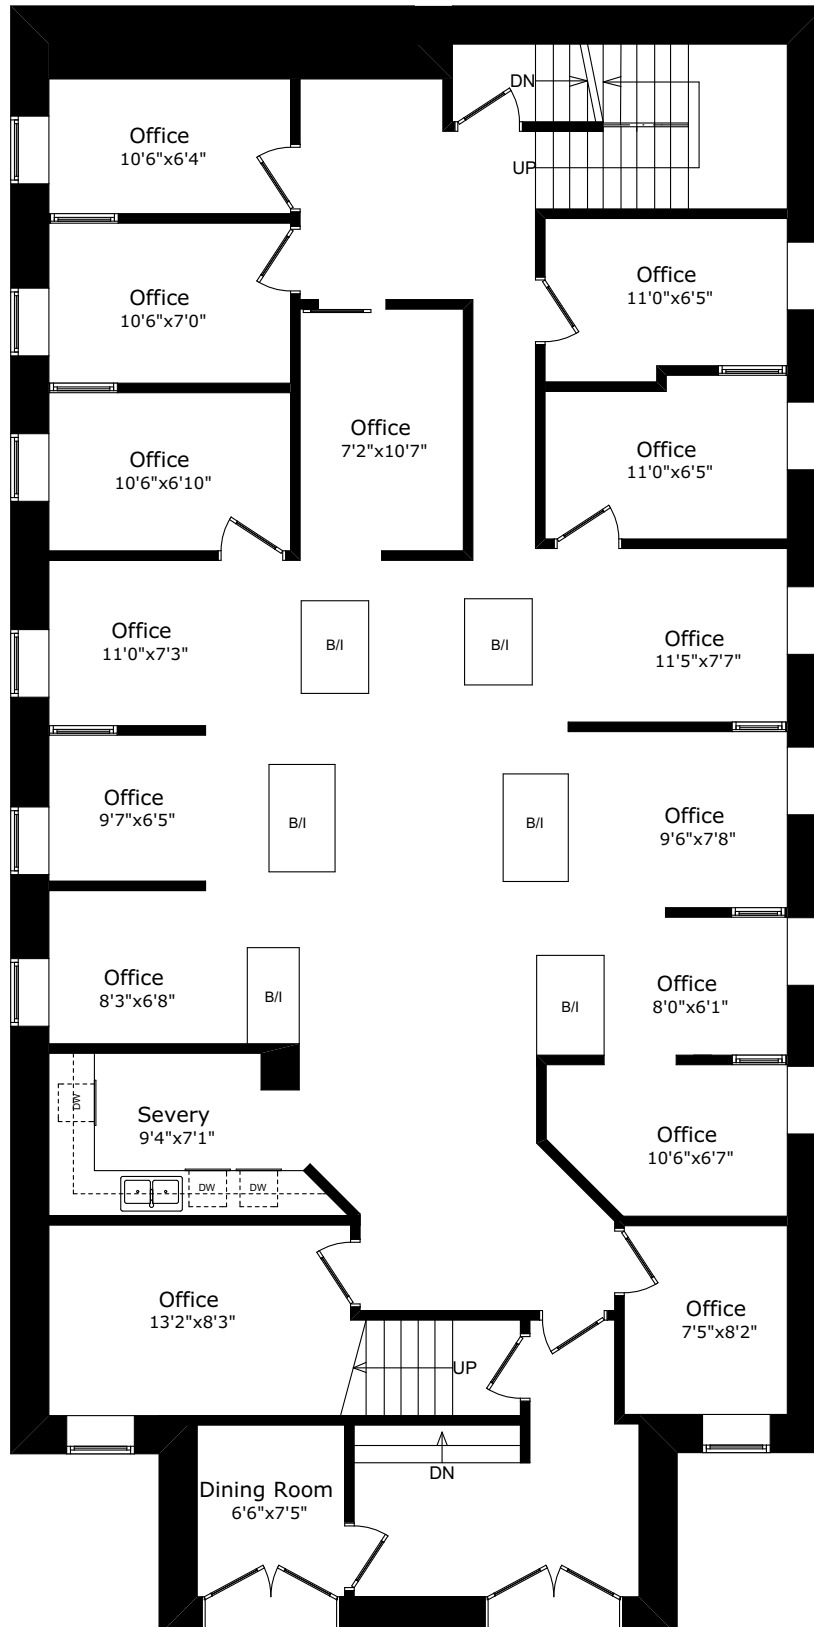 DN
Office
10'6"x6'4"
UP
Office
11'0"x6'5"
Office
10'6"x7'0"
Office
7'2"x10'7"
Office
11'0"x6'5"
Office
10'6"x6'10"
Office
11'0"x7'3"
B/I
B/I
Office
11'5"x7'7"
Office
9'7"x6'5"
B/I
B/I
Office
9'6"x7'8"
Office
8'3"x6'8"
B/I
B/I
Office
8'0"x6'1"
DW
Severy
9'4"x7'1"
DW
DW
Office
10'6"x6'7"
Office
13'2"x8'3"
Office
7'5"x8'2"
UP
DN
Dining Room
6'6"x7'5"